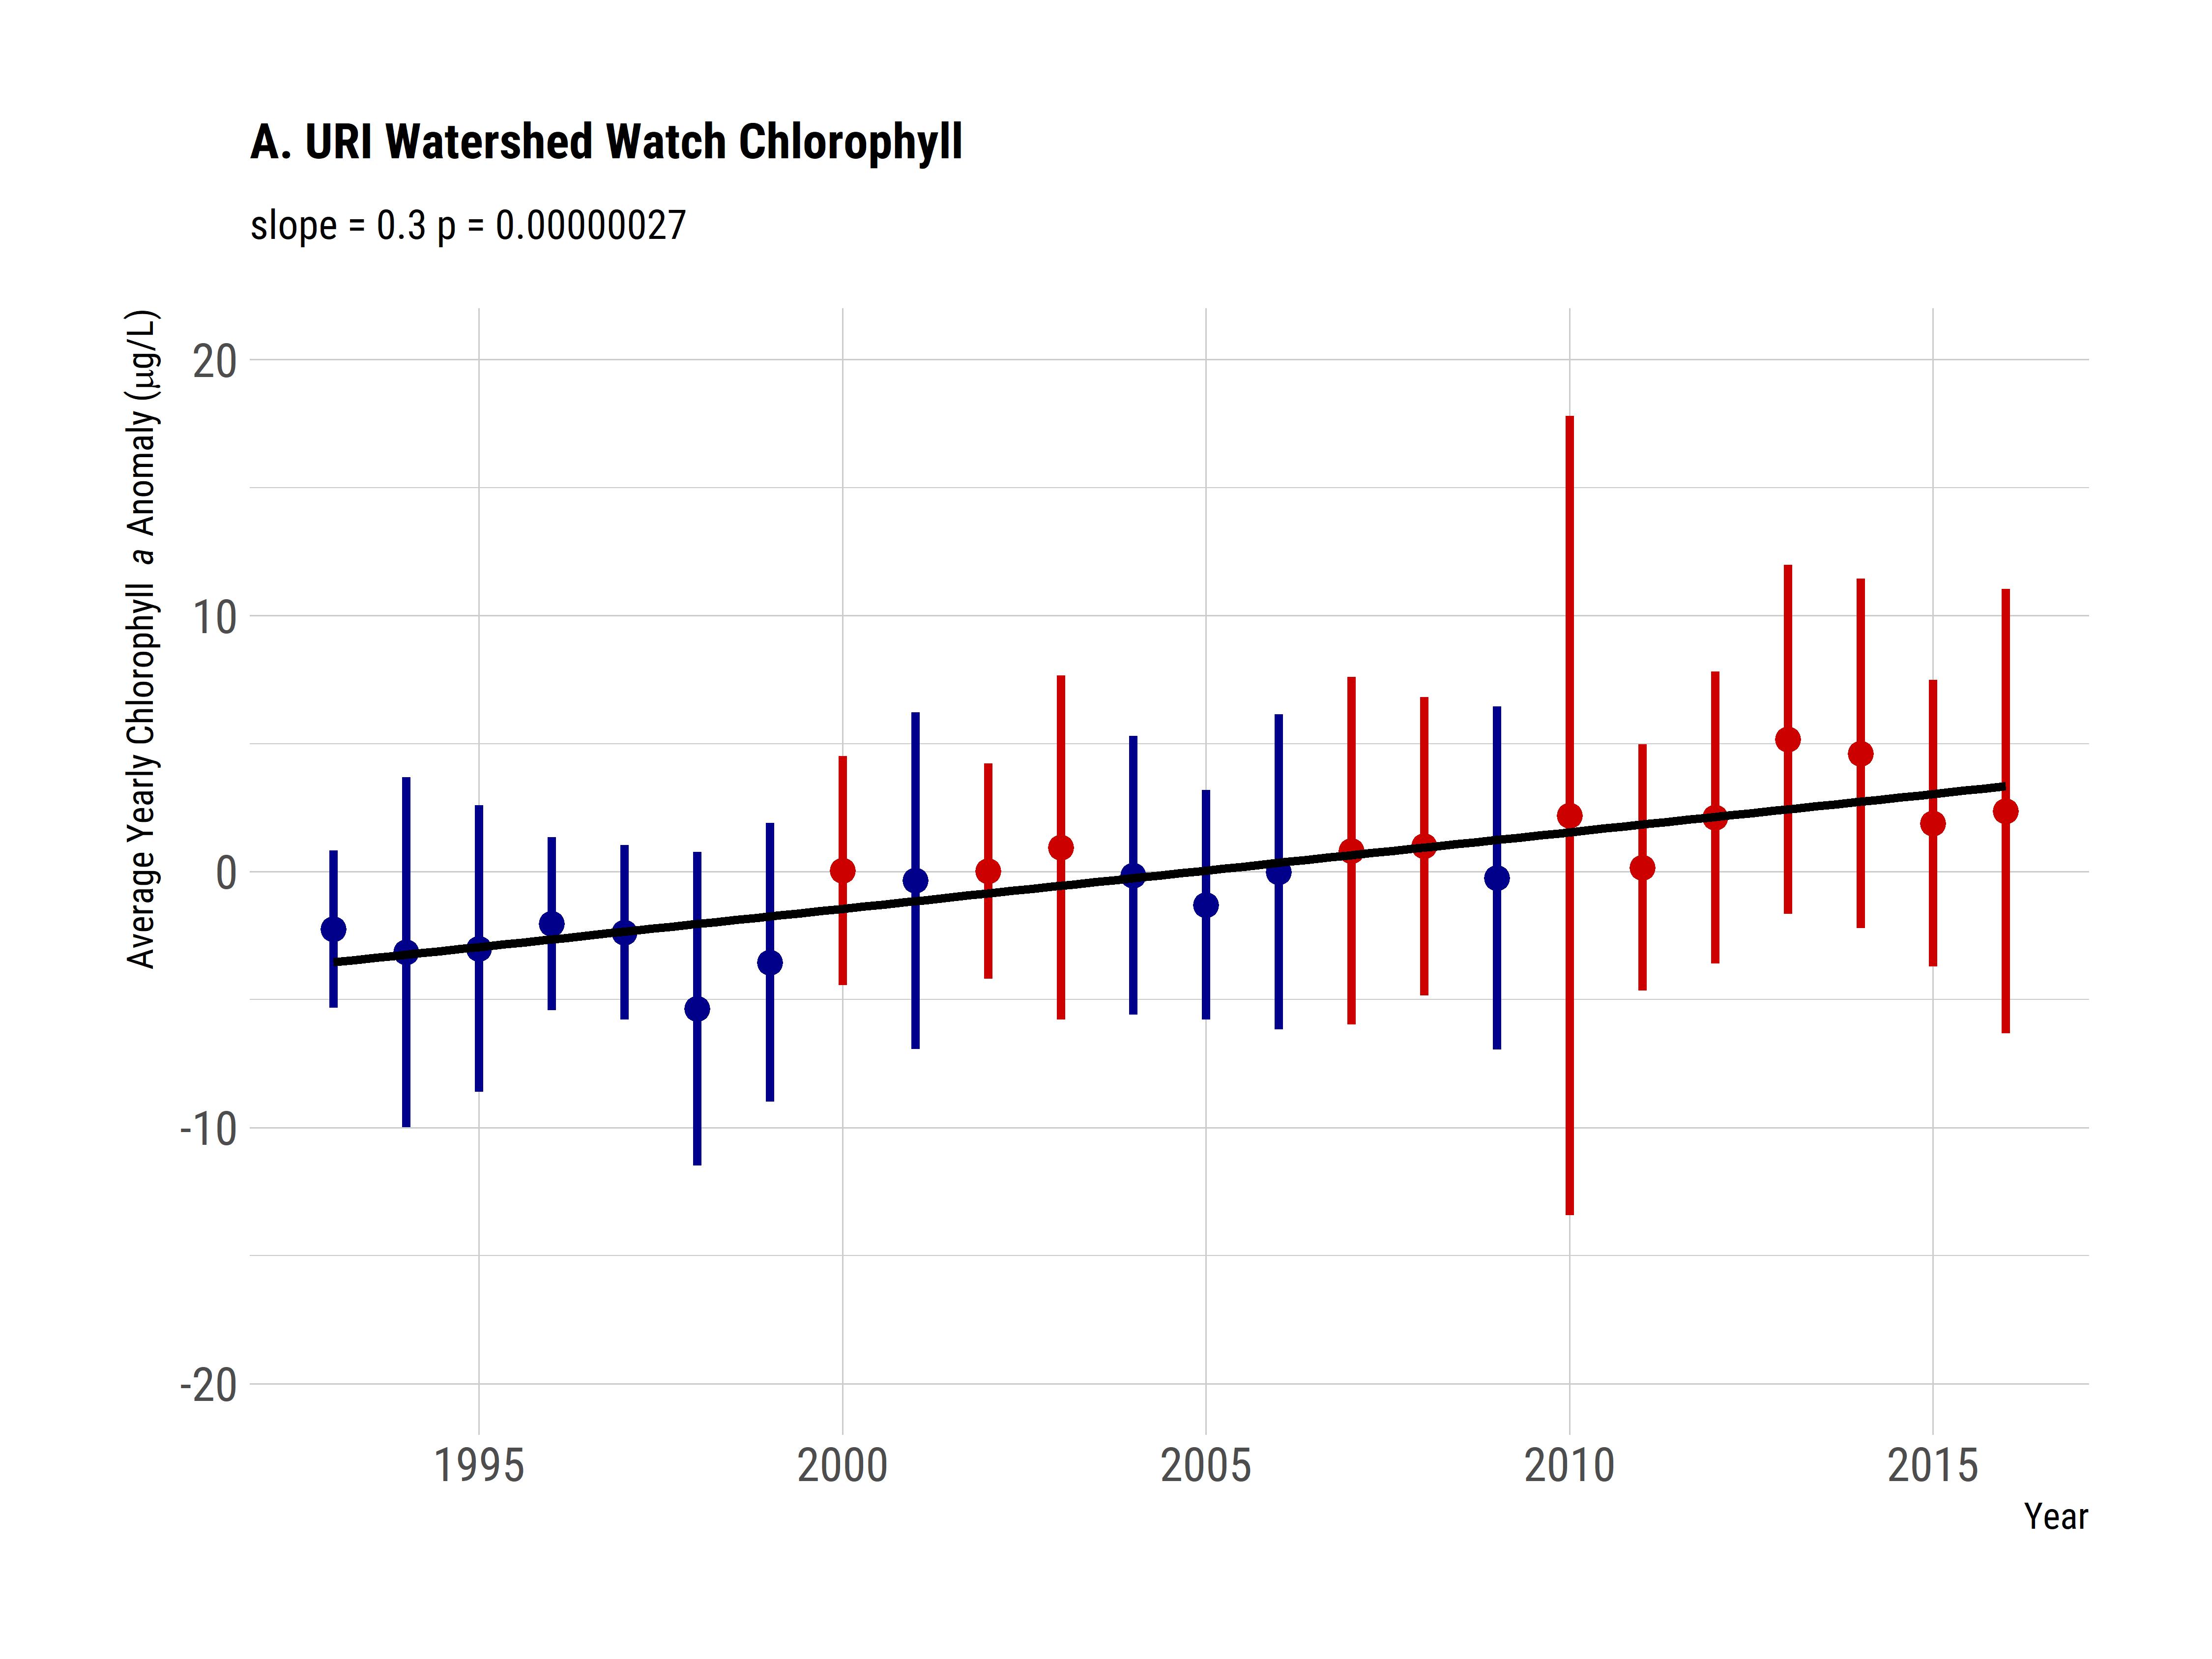 A. URI Watershed Watch Chlorophyll
slope = 0.3 p = 0.00000027
Average Yearly Chlorophyll a Anomaly (μg/L)
20
10
0
-10
-20
1995 2000 2005 2010 2015
Year